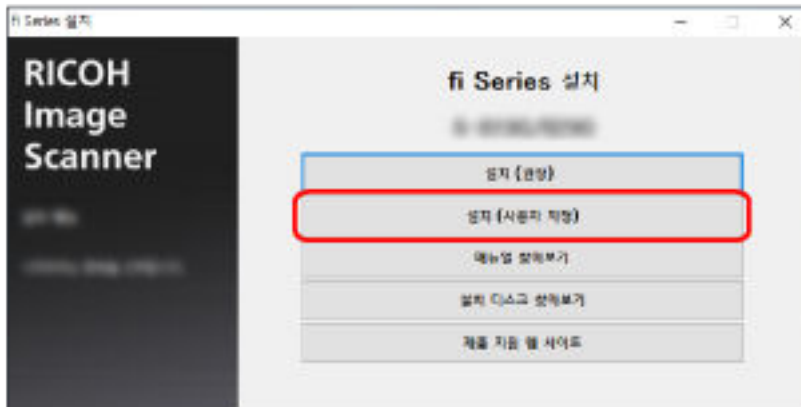 fi Series 설치
RICOH
Image
Scanner
fi Series 설치
설치 (권장)
설치 (사용자 지정)
매뉴얼 찾아보기
설치 디스크 찾아보기
제품 지원 웹 사이트